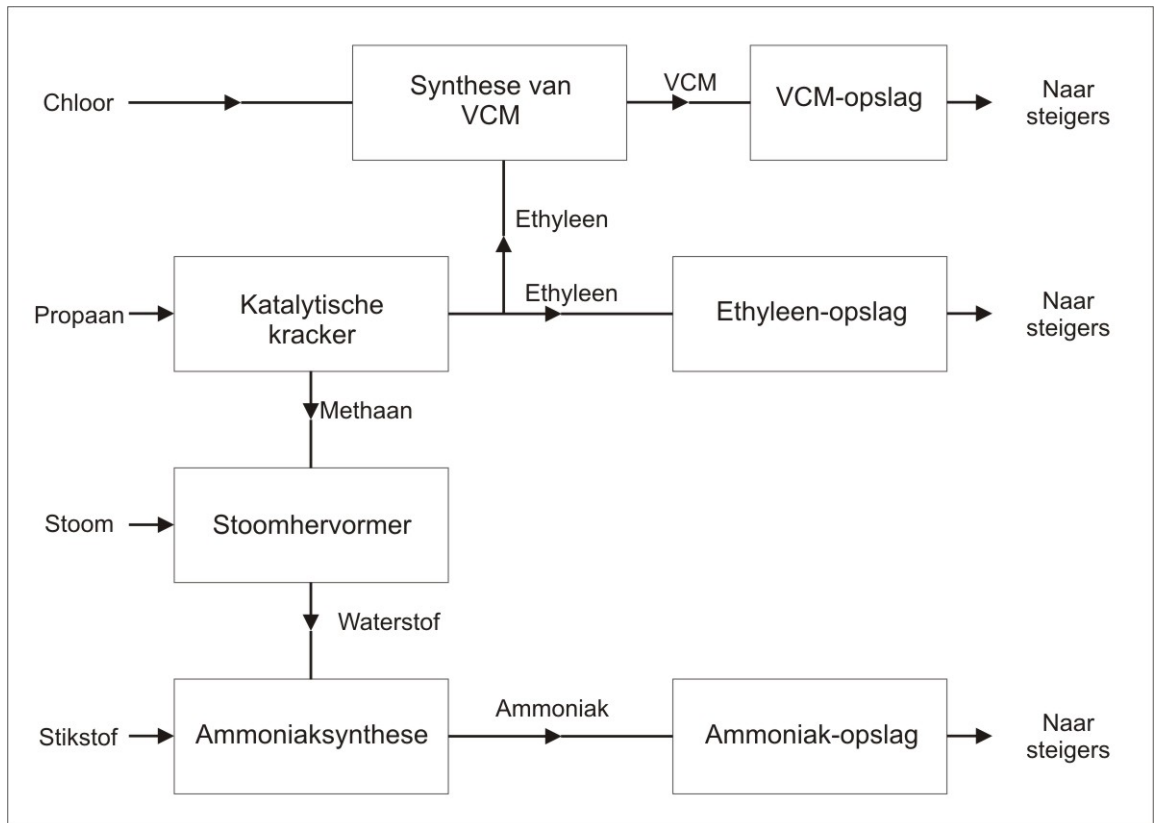 Chloor
Synthese van
VCM
VCM
VCM-opslag
Naar
steigers
Ethyleen
Propaan
Katalytische
kracker
Ethyleen
Ethyleen-opslag
Naar
steigers
Methaan
Stoom
Stoomhervormer
Waterstof
Stikstof
Ammoniaksynthese
Ammoniak
Ammoniak-opslag
Naar
steigers